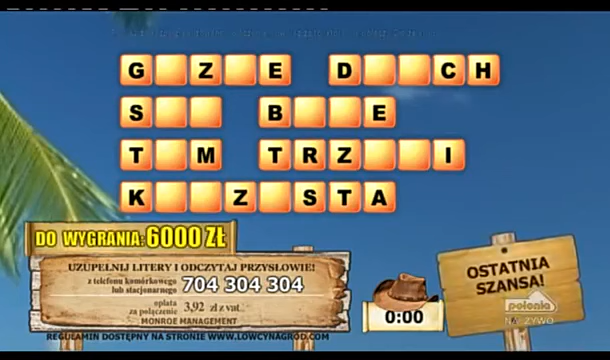 G _ Z _ E D _ _ C H
S _ _ B _ _ E
T _ M T R Z _ _ I
K _ _ Z _ S T A
DO WYGRANIA: 6000 ZŁ
UZUPEŁNIJ LITERY I ODCZYTAJ PRZYSŁOWIE!
z telefonu komórkowego
lub stacjonarnego 704 304 304
opłata
za połączenie 3,92 zł z vat
MONROE MANAGEMENT
REGULAMIN DOSTĘPNY NA STRONIE WWW.LOWCYNAGROD.COM
0:00
OSTATNIA
SZANSA!
polonia
NA ŻYWO